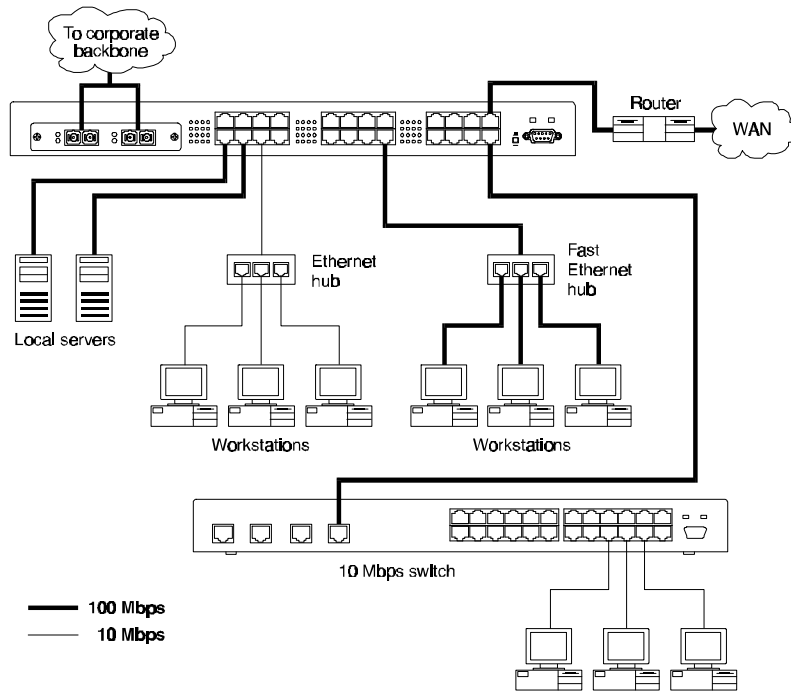 To corporate
backbone
Router
WAN
Ethernet
hub
Fast
Ethernet
hub
Local servers
Workstations
Workstations
10 Mbps switch
100 Mbps
10 Mbps